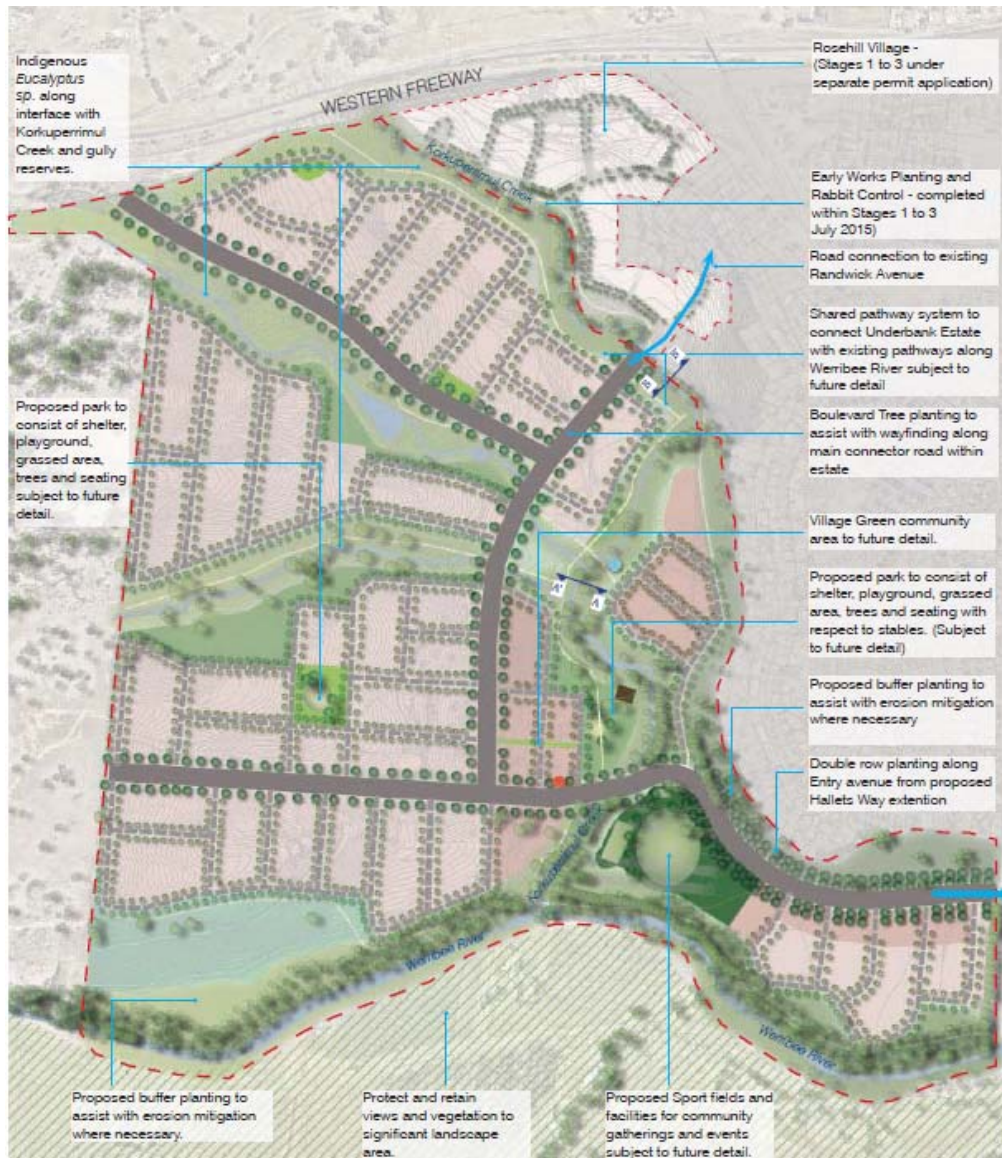 Indigenous
Eucalyptus
sp. along
interface with
Korkuperrimul
Creek and gully
reserves.
WESTERN FREEWAY
Korkuperrimul Creek
Rosehill Village -
(Stages 1 to 3 under
separate permit application)
Early Works Planting and
Rabbit Control - completed
within Stages 1 to 3
July 2015)
Road connection to existing
Randwick Avenue
Shared pathway system to
connect Underbank Estate
with existing pathways along
Werribee River subject to
future detail
Boulevard Tree planting to
assist with wayfinding along
main connector road within
estate
Proposed park to
consist of shelter,
playground,
grassed area,
trees and seating
subject to future
detail.
Village Green community
area to future detail.
A'
A
Proposed park to consist of
shelter, playground, grassed
area, trees and seating with
respect to stables. (Subject
to future detail)
Proposed buffer planting to
assist with erosion mitigation
where necessary
Double row planting along
Entry avenue from proposed
Hallets Way extention
Korkuperrimul Creek
Werribee River
Werribee River
Proposed buffer planting to
assist with erosion mitigation
where necessary.
Protect and retain
views and vegetation to
significant landscape
area.
Proposed Sport fields and
facilities for community
gatherings and events
subject to future detail.